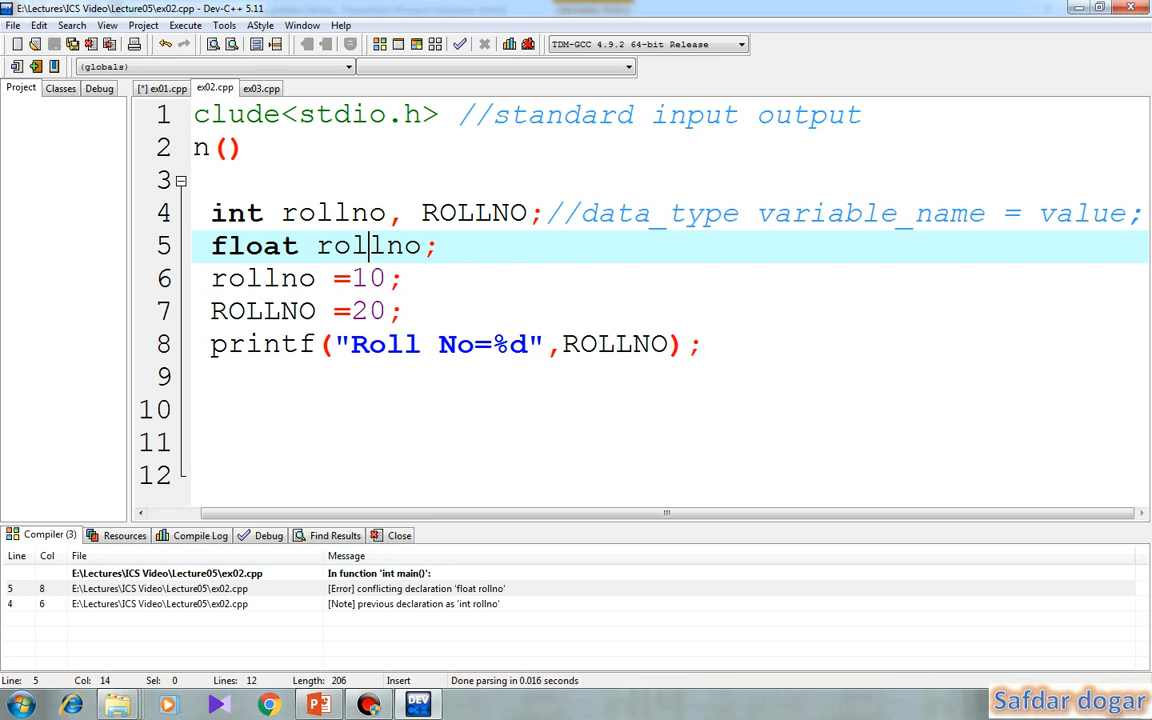 E:\Lectures\ICS Video\Lecture05\ex02.cpp - Dev-C++ 5.11
File Edit Search View Project Execute Tools AStyle Window Help
TDM-GCC 4.9.2 64-bit Release
(globals)
Project Classes Debug [*] ex01.cpp ex02.cpp ex03.cpp
1 clude<stdio.h> //standard input output
2 n()
3
4 int rollno, ROLLNO;//data_type variable_name = value;
5 float rollno;
6 rollno =10;
7 ROLLNO =20;
8 printf("Roll No=%d",ROLLNO);
9
10
11
12
Compiler (3) Resources Compile Log Debug Find Results Close
Line Col File Message
E:\Lectures\ICS Video\Lecture05\ex02.cpp In function 'int main()':
5 8 E:\Lectures\ICS Video\Lecture05\ex02.cpp [Error] conflicting declaration 'float rollno'
4 6 E:\Lectures\ICS Video\Lecture05\ex02.cpp [Note] previous declaration as 'int rollno'
Line: 5 Col: 14 Sel: 0 Lines: 12 Length: 206 Insert Done parsing in 0.016 seconds
DEV
Safdar dogar